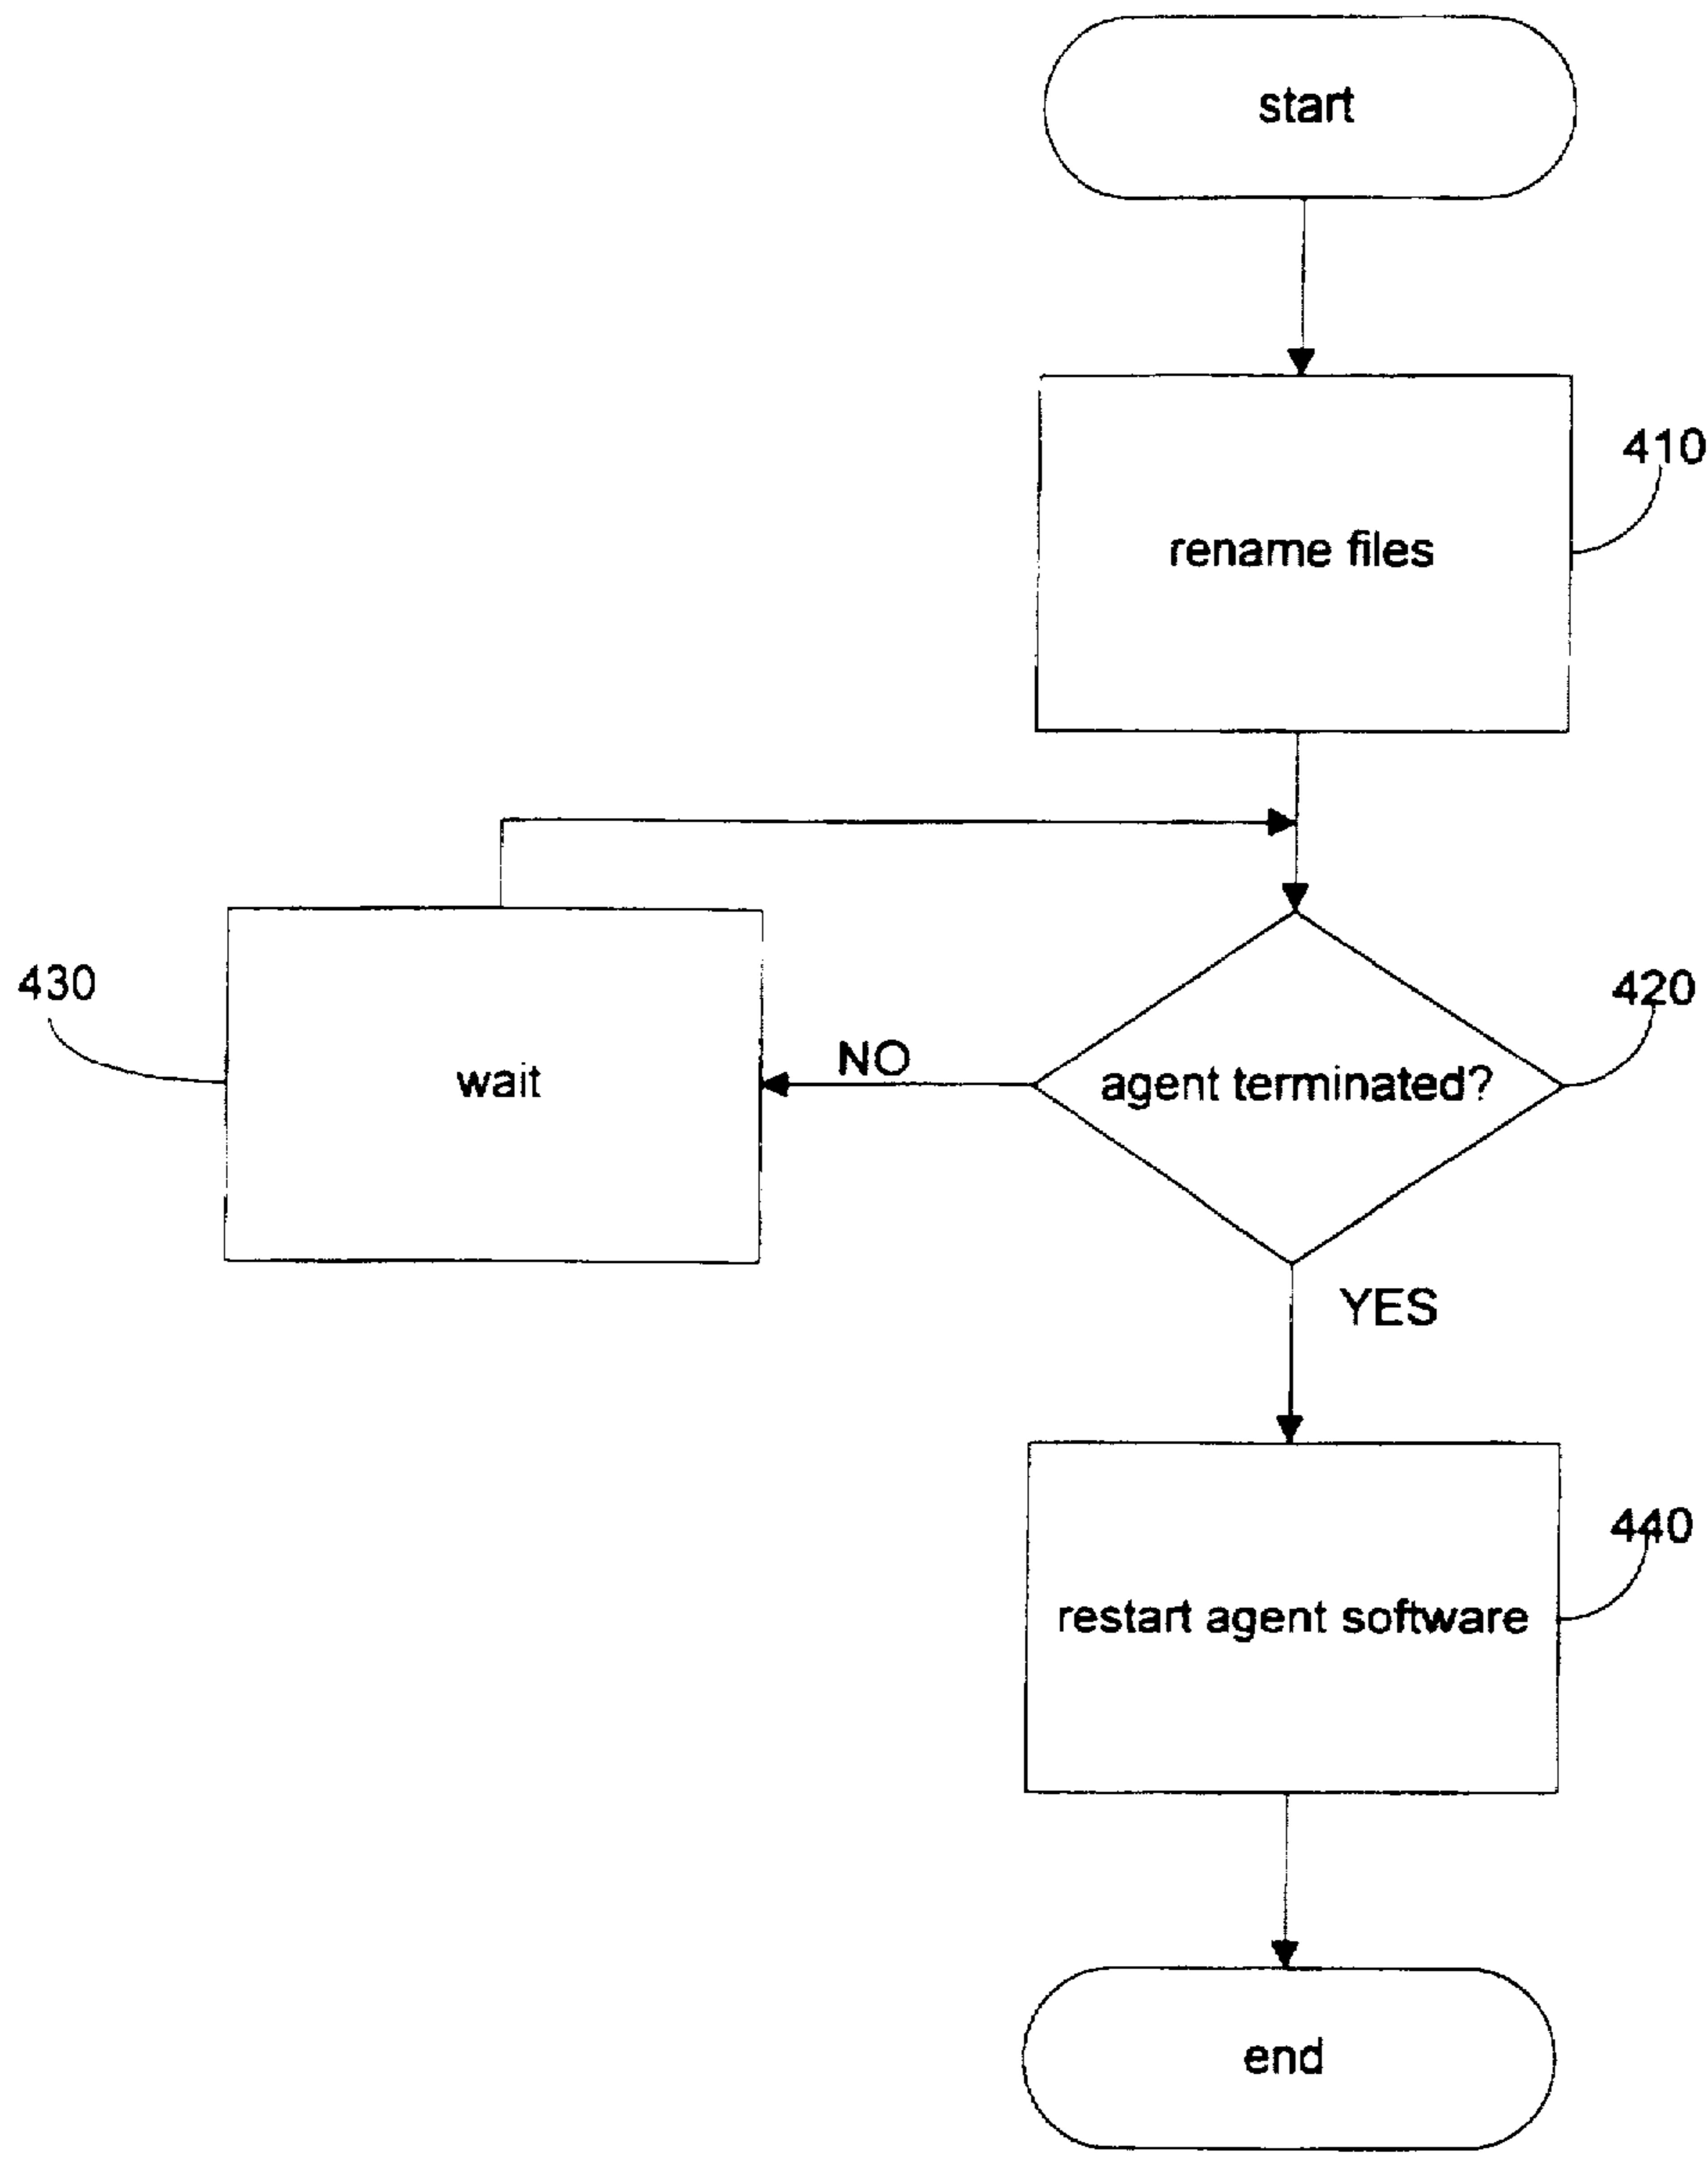 start
410
rename files
430
wait
NO
agent terminated?
420
YES
440
restart agent software
end